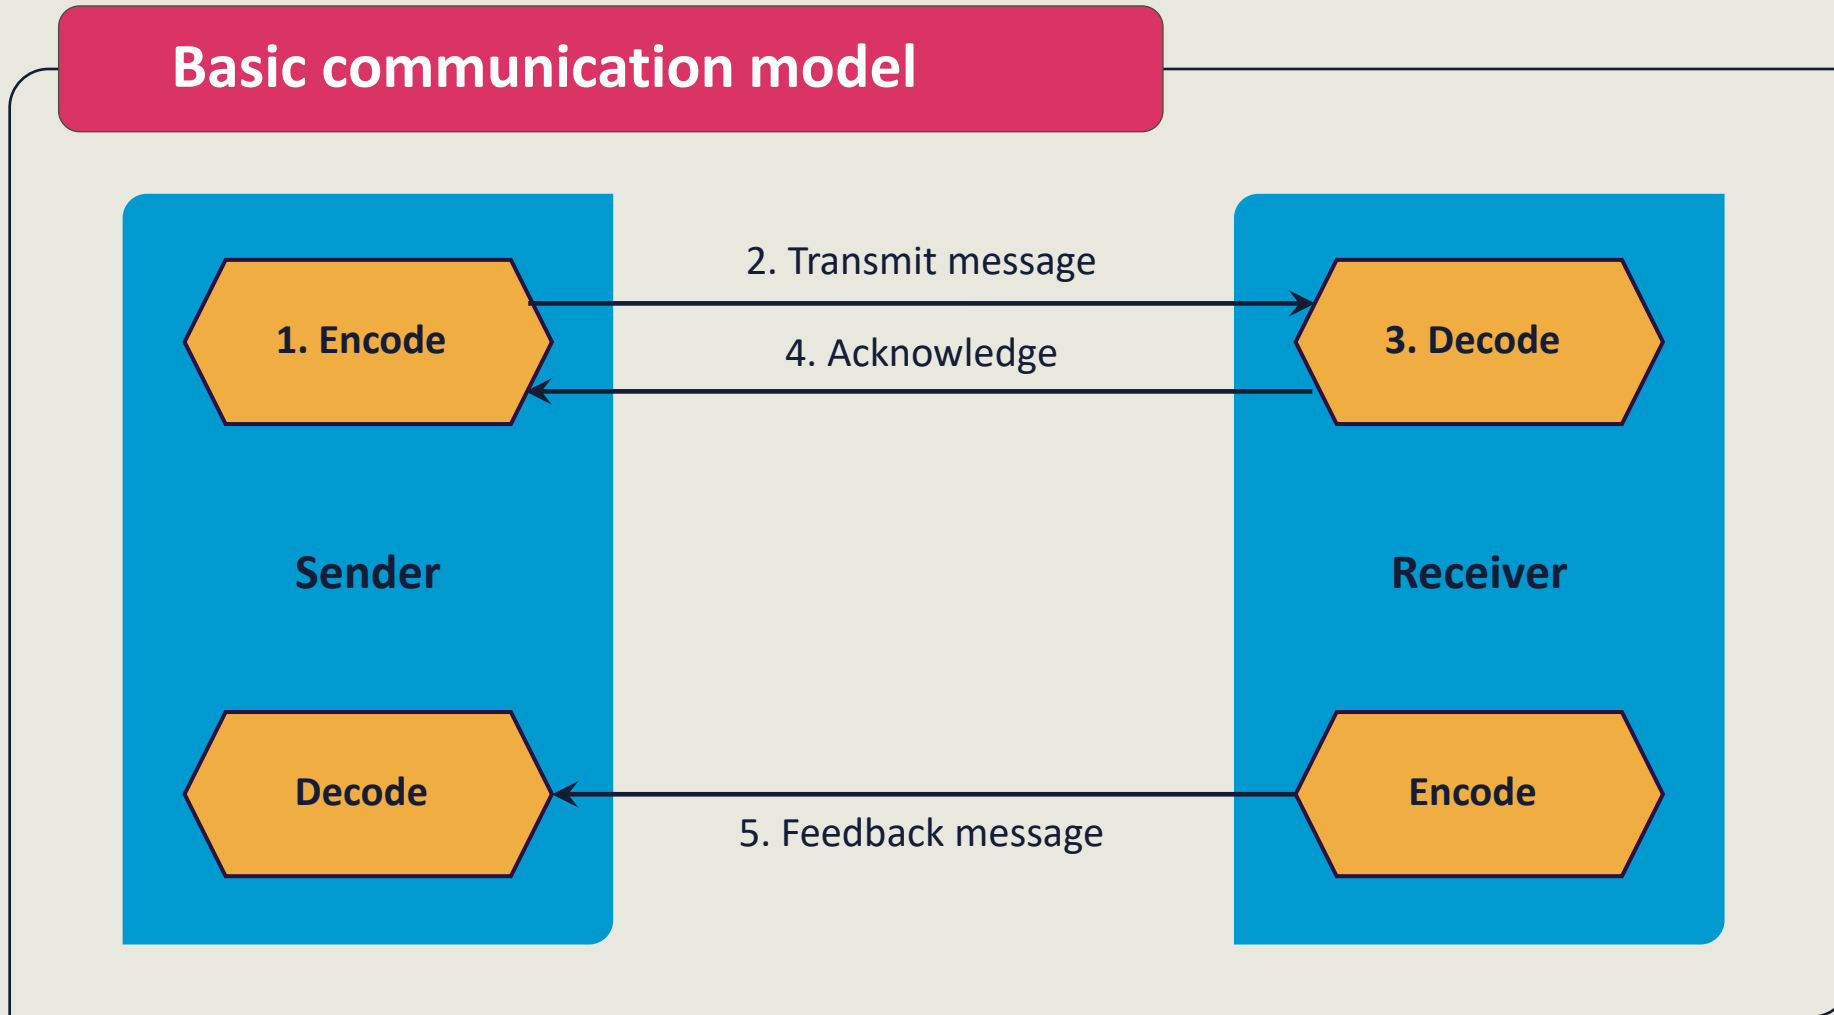 Basic communication model
2. Transmit message
1. Encode
3. Decode
4. Acknowledge
Sender
Receiver
Decode
Encode
5. Feedback message